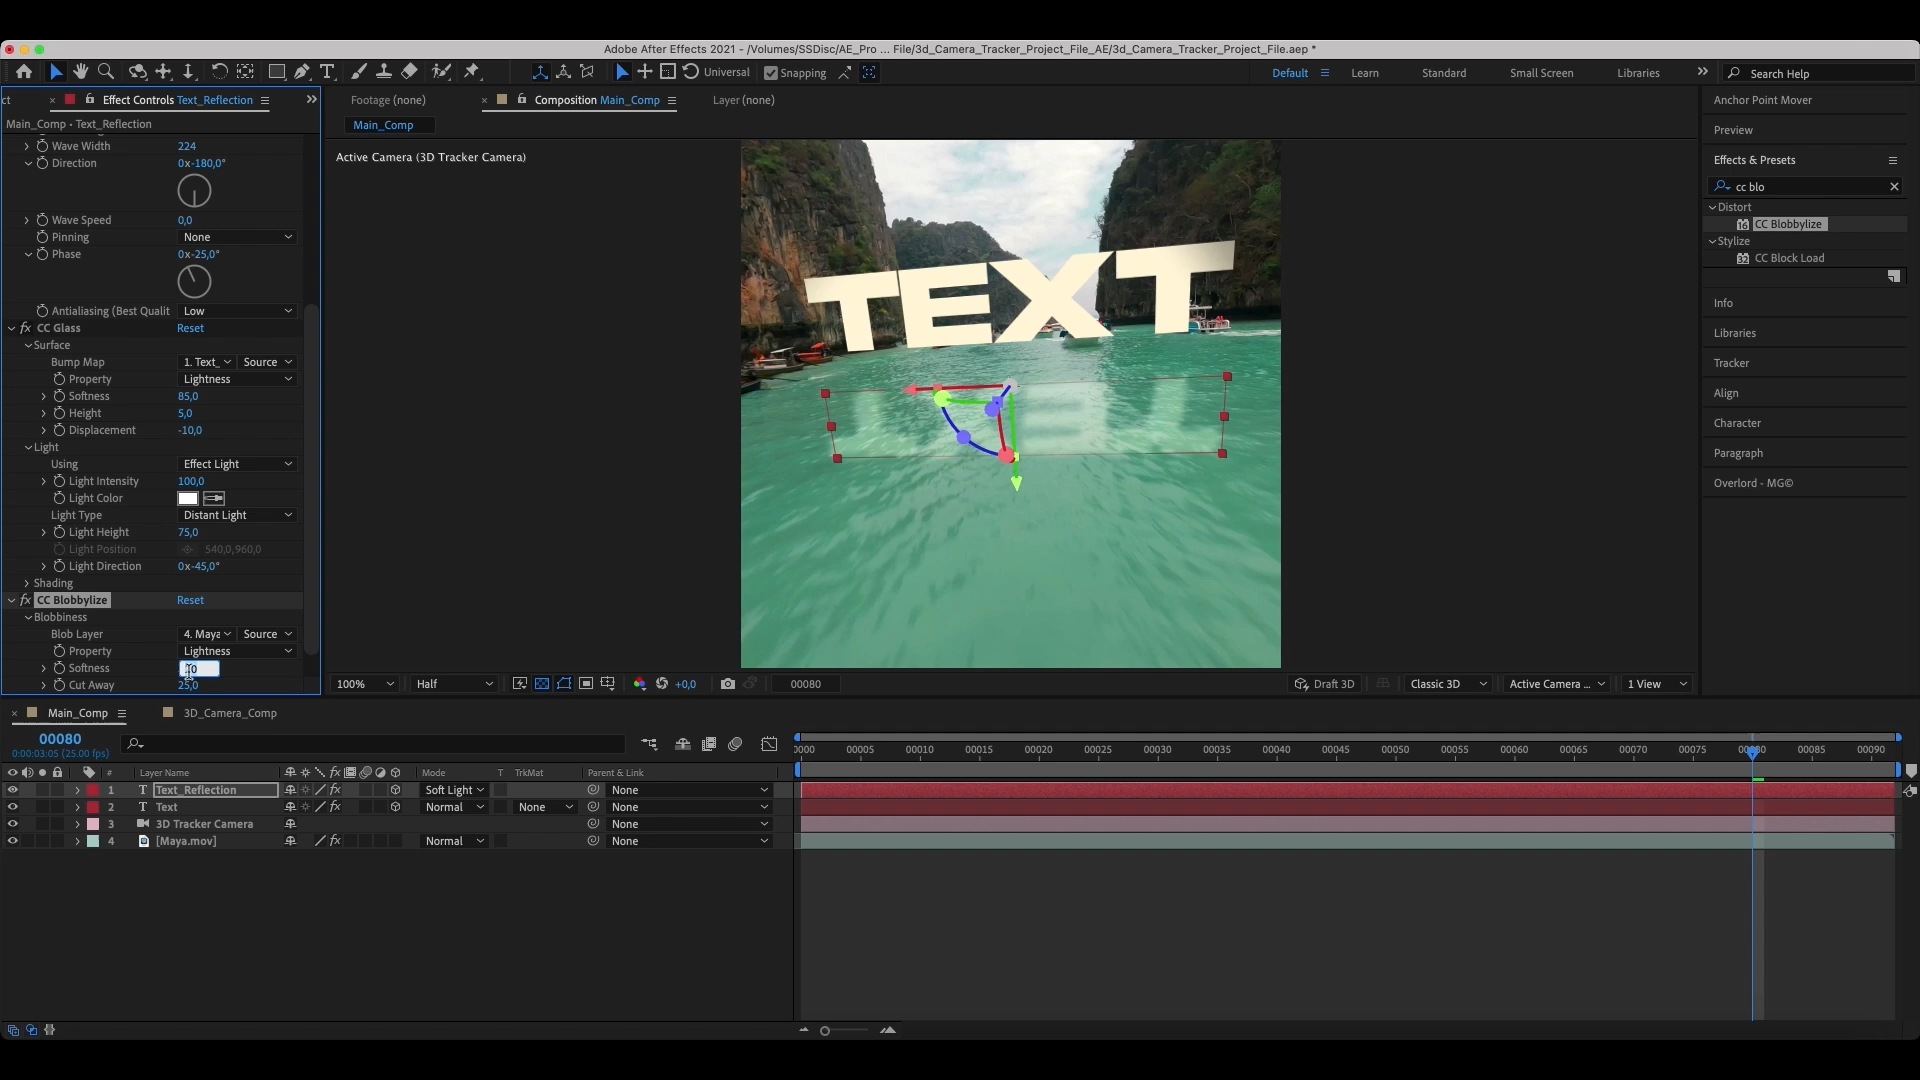 Adobe After Effects 2021 - /Volumes/SSDisc/AE_Pro ... File/3d_Camera_Tracker_Project_File_AE/3d_Camera_Tracker_Project_File.aep *
Universal Snapping Default Learn Standard Small Screen Libraries Search Help
ct Effect Controls Text_Reflection
Main_Comp · Text_Reflection
Wave Width 224
Direction 0x-180,0°
Wave Speed 0,0
Pinning None
Phase 0x-25,0°
Antialiasing (Best Qualit Low
CC Glass Reset
Surface
Bump Map 1. Text_ Source
Property Lightness
Softness 85,0
Height 5,0
Displacement -10,0
Light
Using Effect Light
Light Intensity 100,0
Light Color
Light Type Distant Light
Light Height 75,0
Light Position 540,0,960,0
Light Direction 0x-45,0°
Shading
CC Blobbylize Reset
Blobbiness
Blob Layer 4. Maya Source
Property Lightness
Softness
Cut Away 25,0
Footage (none) Composition Main_Comp Layer (none)
Main_Comp
Active Camera (3D Tracker Camera)
TEXT
100% Half +0,0 00080 Draft 3D Classic 3D Active Camera ... 1 View
Anchor Point Mover
Preview
Effects & Presets
cc blo
Distort
16 CC Blobbylize
Stylize
32 CC Block Load
Info
Libraries
Tracker
Align
Character
Paragraph
Overlord - MG©
Main_Comp 3D_Camera_Comp
00080
0:00:03:05 (25.00 fps)
0000 00005 00010 00015 00020 00025 00030 00035 00040 00045 00050 00055 00060 00065 00070 00075 00080 00085 00090
# Layer Name Mode T TrkMat Parent & Link
1 T Text_Reflection Soft Light None
2 T Text Normal None None
3 3D Tracker Camera None
4 [Maya.mov] Normal None